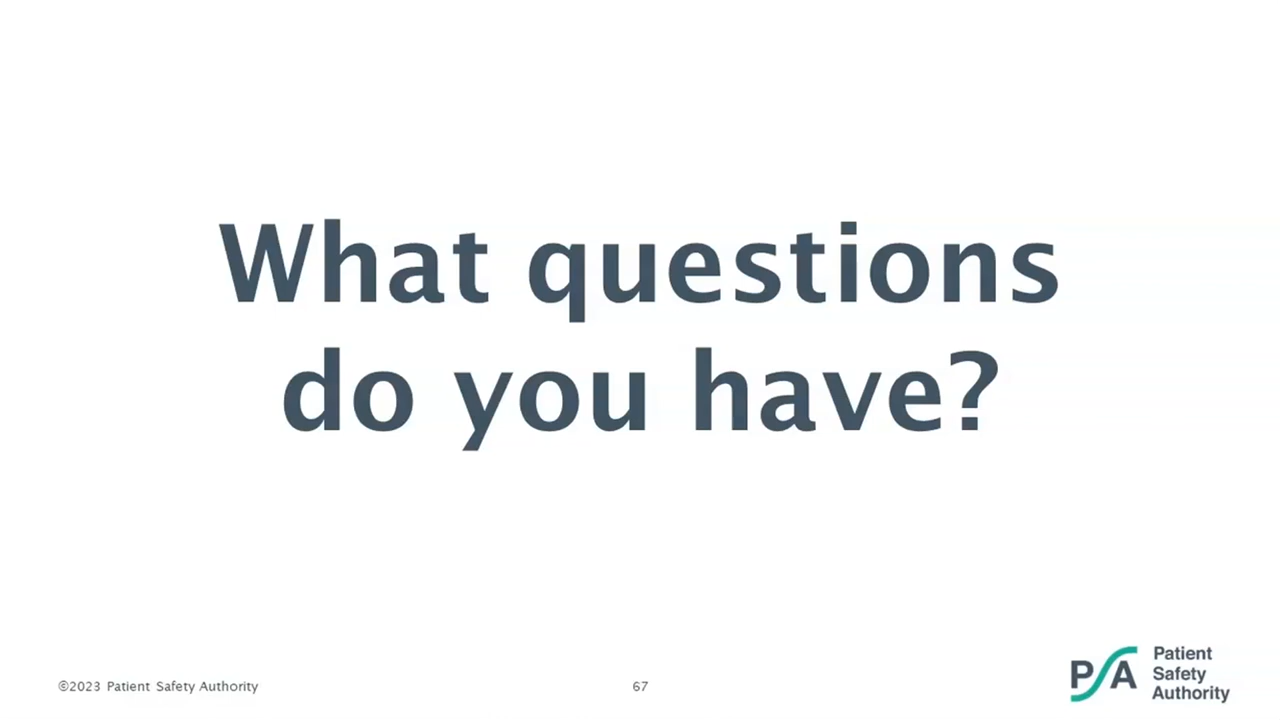 What questions
do you have?
©2023 Patient Safety Authority
67
PSA
Patient
Safety
Authority